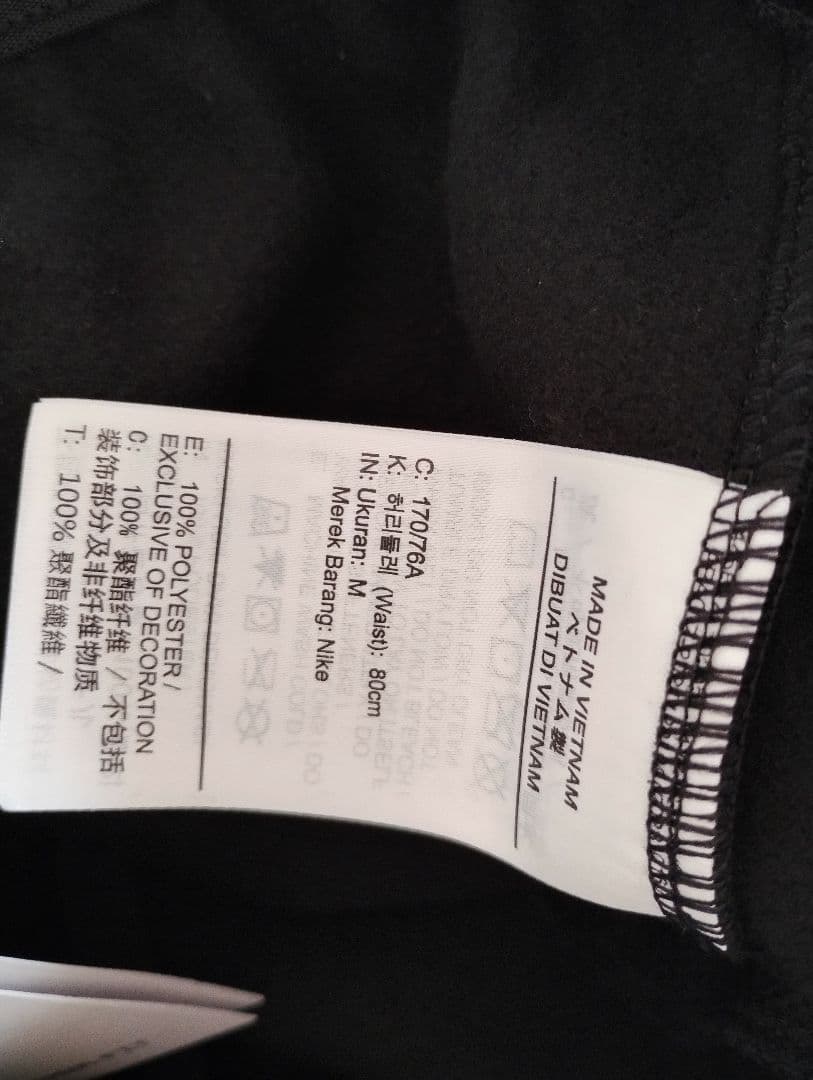 MADE IN VIETNAM
ベトナム製
DIBUAT DI VIETNAM
C: 170/76A
K: 허리둘레 (Waist): 80cm
IN: Ukuran: M
Merek Barang: Nike
E: 100% POLYESTER /
EXCLUSIVE OF DECORATION
C: 100% 聚酯纤维 / 不包括
装饰部分及非纤维物质
T: 100% 聚酯纖維 /